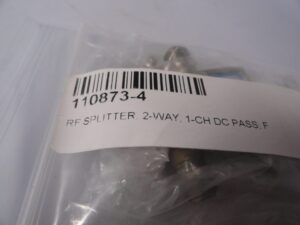 110873-4
RF SPLITTER, 2-WAY, 1-CH DC PASS, F